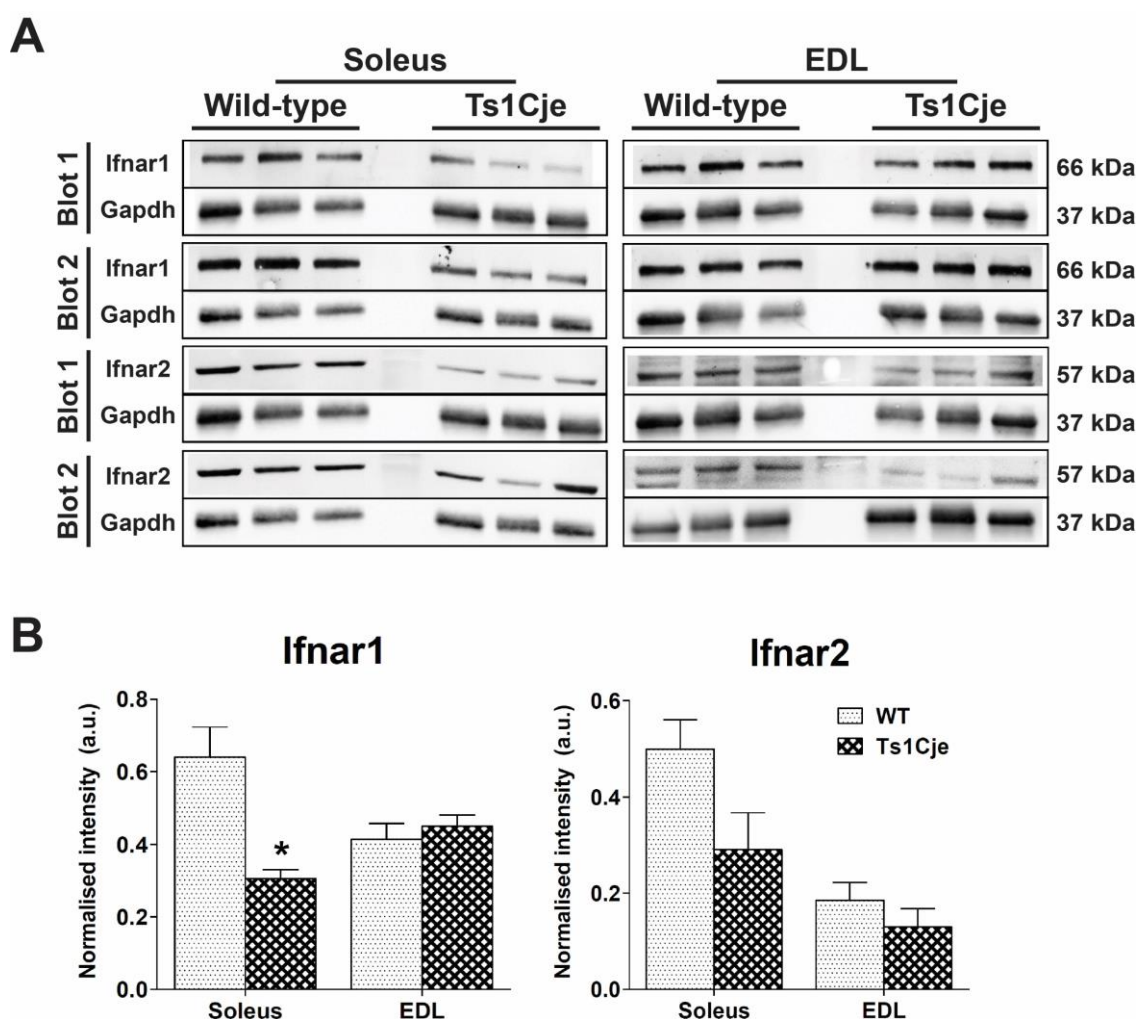 A
Soleus EDL
Wild-type Ts1Cje Wild-type Ts1Cje
Blot 1 Ifnar1 66 kDa
Gapdh 37 kDa
Blot 2 Ifnar1 66 kDa
Gapdh 37 kDa
Blot 1 Ifnar2 57 kDa
Gapdh 37 kDa
Blot 2 Ifnar2 57 kDa
Gapdh 37 kDa
B
Ifnar1
Normalised intensity (a.u.)
0.8
0.6
0.4
0.2
0.0
*
Soleus EDL
Ifnar2
Normalised intensity (a.u.)
0.6
0.4
0.2
0.0
WT
Ts1Cje
Soleus EDL